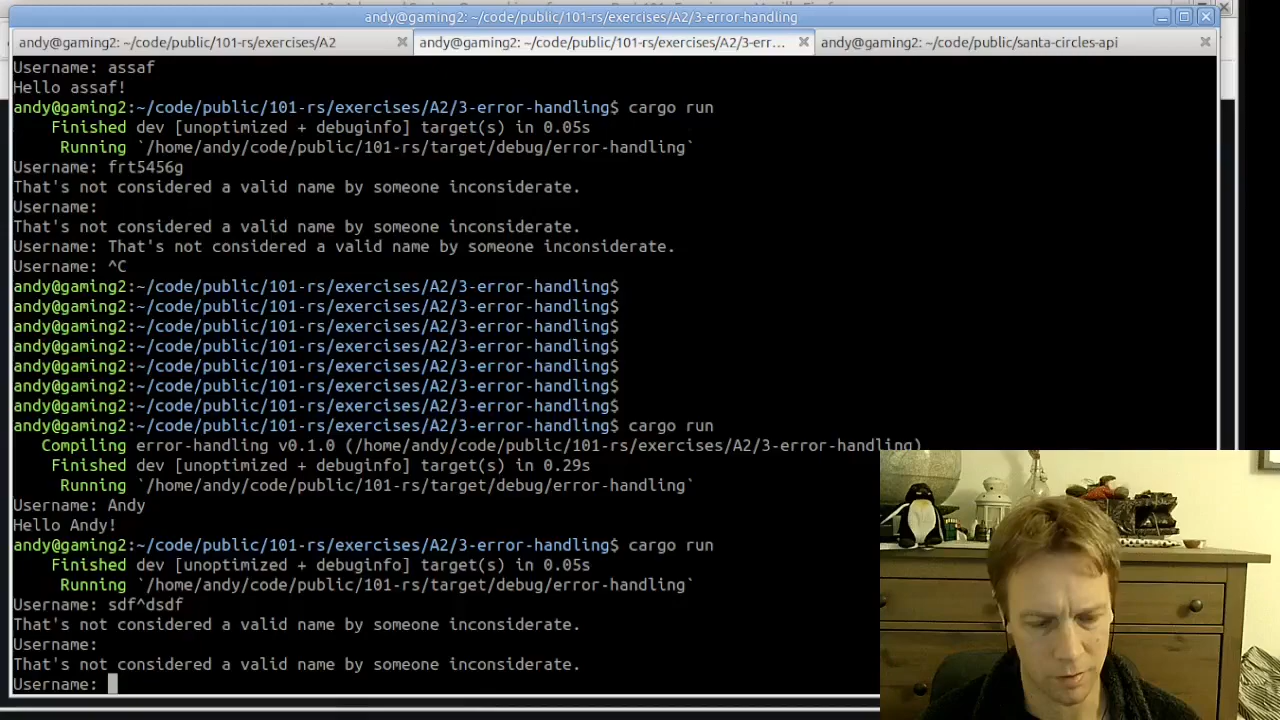 andy@gaming2: ~/code/public/101-rs/exercises/A2/3-error-handling
andy@gaming2: ~/code/public/101-rs/exercises/A2
andy@gaming2: ~/code/public/101-rs/exercises/A2/3-err...
andy@gaming2: ~/code/public/santa-circles-api
Username: assaf
Hello assaf!
andy@gaming2:~/code/public/101-rs/exercises/A2/3-error-handling$ cargo run
Finished dev [unoptimized + debuginfo] target(s) in 0.05s
Running `/home/andy/code/public/101-rs/target/debug/error-handling`
Username: frt5456g
That's not considered a valid name by someone inconsiderate.
Username:
That's not considered a valid name by someone inconsiderate.
Username: That's not considered a valid name by someone inconsiderate.
Username: ^C
andy@gaming2:~/code/public/101-rs/exercises/A2/3-error-handling$
andy@gaming2:~/code/public/101-rs/exercises/A2/3-error-handling$
andy@gaming2:~/code/public/101-rs/exercises/A2/3-error-handling$
andy@gaming2:~/code/public/101-rs/exercises/A2/3-error-handling$
andy@gaming2:~/code/public/101-rs/exercises/A2/3-error-handling$
andy@gaming2:~/code/public/101-rs/exercises/A2/3-error-handling$
andy@gaming2:~/code/public/101-rs/exercises/A2/3-error-handling$
andy@gaming2:~/code/public/101-rs/exercises/A2/3-error-handling$ cargo run
Compiling error-handling v0.1.0 (/home/andy/code/public/101-rs/exercises/A2/3-error-handling)
Finished dev [unoptimized + debuginfo] target(s) in 0.29s
Running `/home/andy/code/public/101-rs/target/debug/error-handling`
Username: Andy
Hello Andy!
andy@gaming2:~/code/public/101-rs/exercises/A2/3-error-handling$ cargo run
Finished dev [unoptimized + debuginfo] target(s) in 0.05s
Running `/home/andy/code/public/101-rs/target/debug/error-handling`
Username: sdf^dsdf
That's not considered a valid name by someone inconsiderate.
Username:
That's not considered a valid name by someone inconsiderate.
Username: